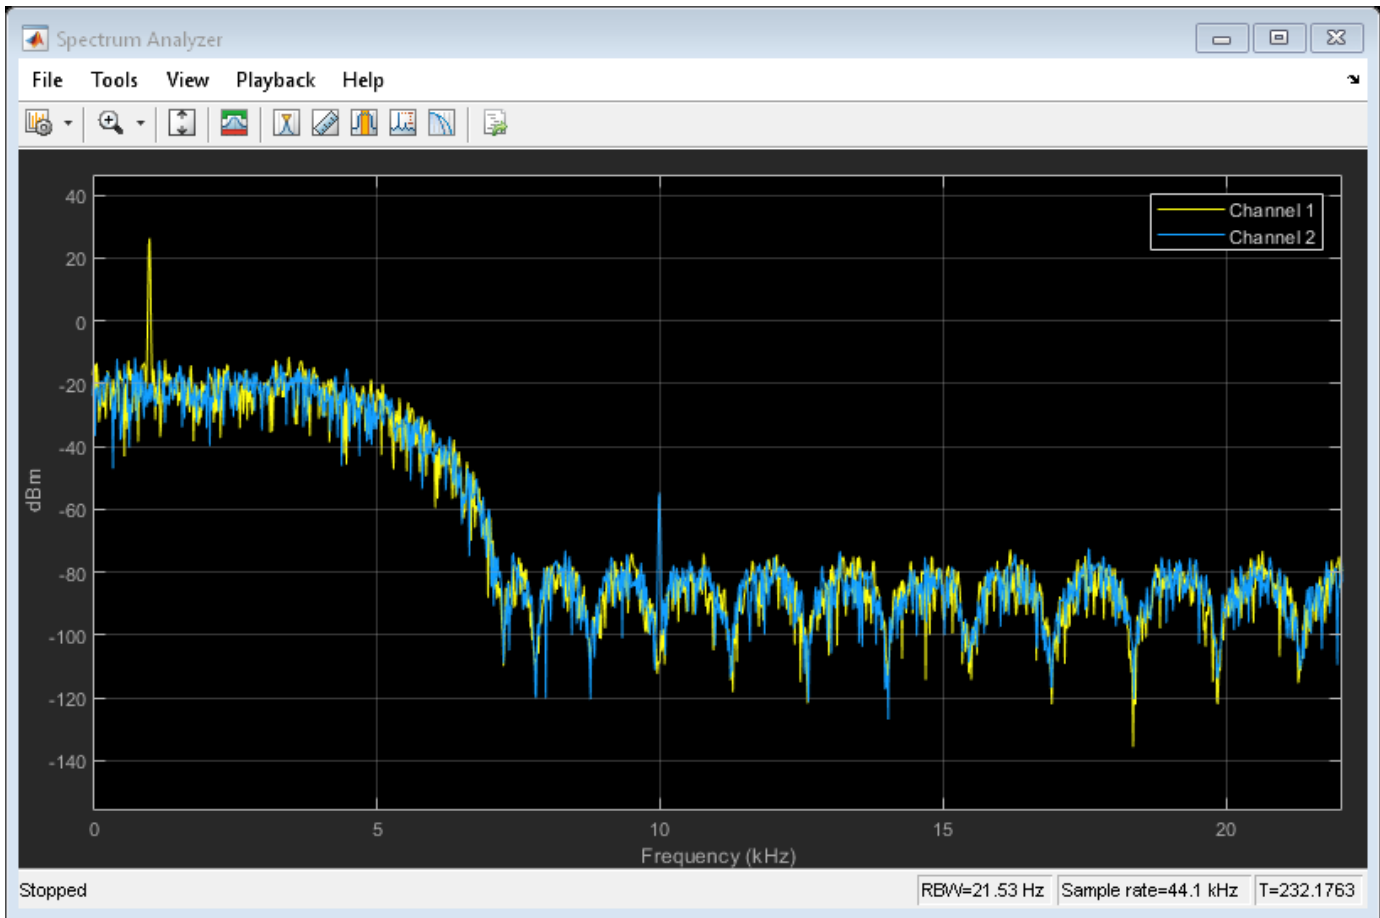 Spectrum Analyzer
File Tools View Playback Help
40
20
0
-20
-40
-60
-80
-100
-120
-140
dBm
Channel 1
Channel 2
0 5 10 15 20
Frequency (kHz)
Stopped RBW=21.53 Hz Sample rate=44.1 kHz T=232.1763